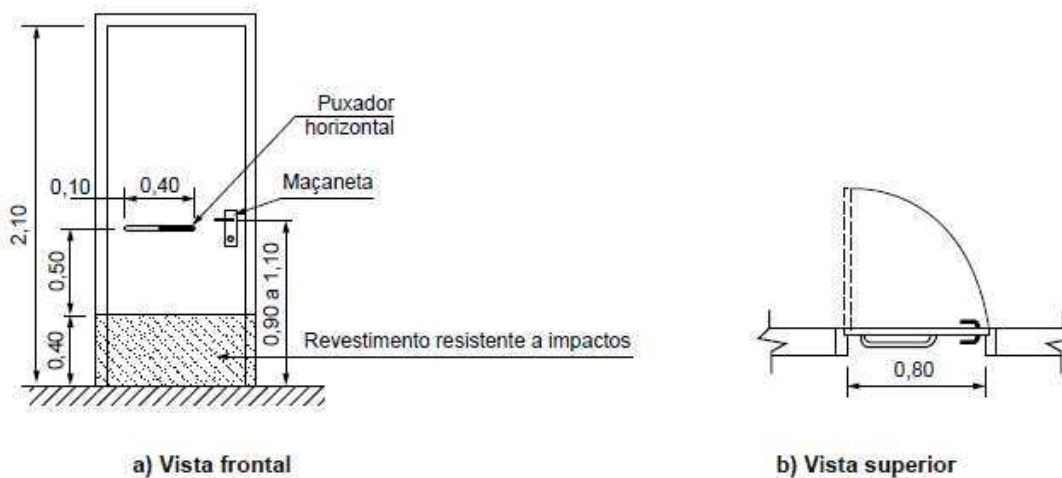 Puxador
horizontal
0,10
0,40
Maçaneta
2,10
0,50
0,90 a 1,10
0,40
Revestimento resistente a impactos
0,80
a) Vista frontal
b) Vista superior